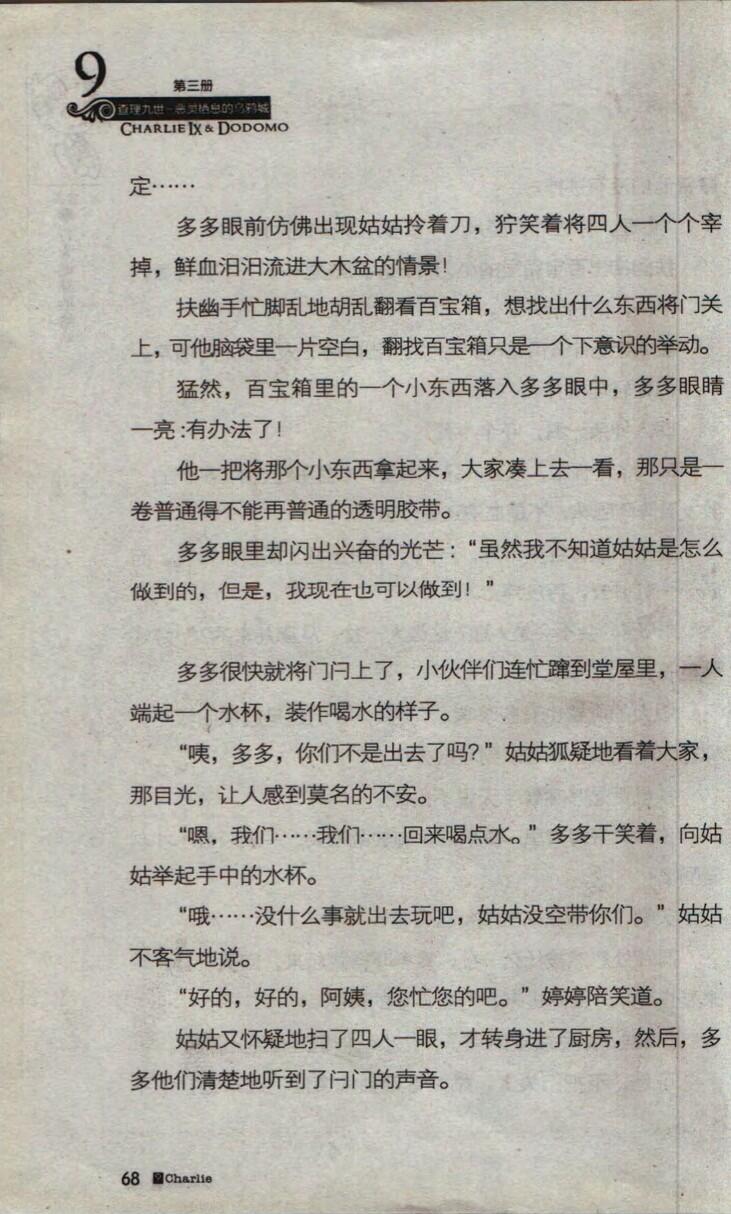 9
第三册
查理九世·恶灵栖息的乌鸦城
CHARLIE IX & DODOMO
定……
多多眼前仿佛出现姑姑拎着刀，狞笑着将四人一个个宰
掉，鲜血汩汩流进大木盆的情景！
扶幽手忙脚乱地胡乱翻看百宝箱，想找出什么东西将门关
上，可他脑袋里一片空白，翻找百宝箱只是一个下意识的举动。
猛然，百宝箱里的一个小东西落入多多眼中，多多眼睛
一亮:有办法了！
他一把将那个小东西拿起来，大家凑上去一看，那只是一
卷普通得不能再普通的透明胶带。
多多眼里却闪出兴奋的光芒：“虽然我不知道姑姑是怎么
做到的，但是，我现在也可以做到！”
多多很快就将门闩上了，小伙伴们连忙蹿到堂屋里，一人
端起一个水杯，装作喝水的样子。
“咦，多多，你们不是出去了吗？”姑姑狐疑地看着大家，
那目光，让人感到莫名的不安。
“嗯，我们……我们……回来喝点水。”多多干笑着，向姑
姑举起手中的水杯。
“哦……没什么事就出去玩吧，姑姑没空带你们。”姑姑
不客气地说。
“好的，好的，阿姨，您忙您的吧。”婷婷陪笑道。
姑姑又怀疑地扫了四人一眼，才转身进了厨房，然后，多
多他们清楚地听到了闩门的声音。
68 Charlie